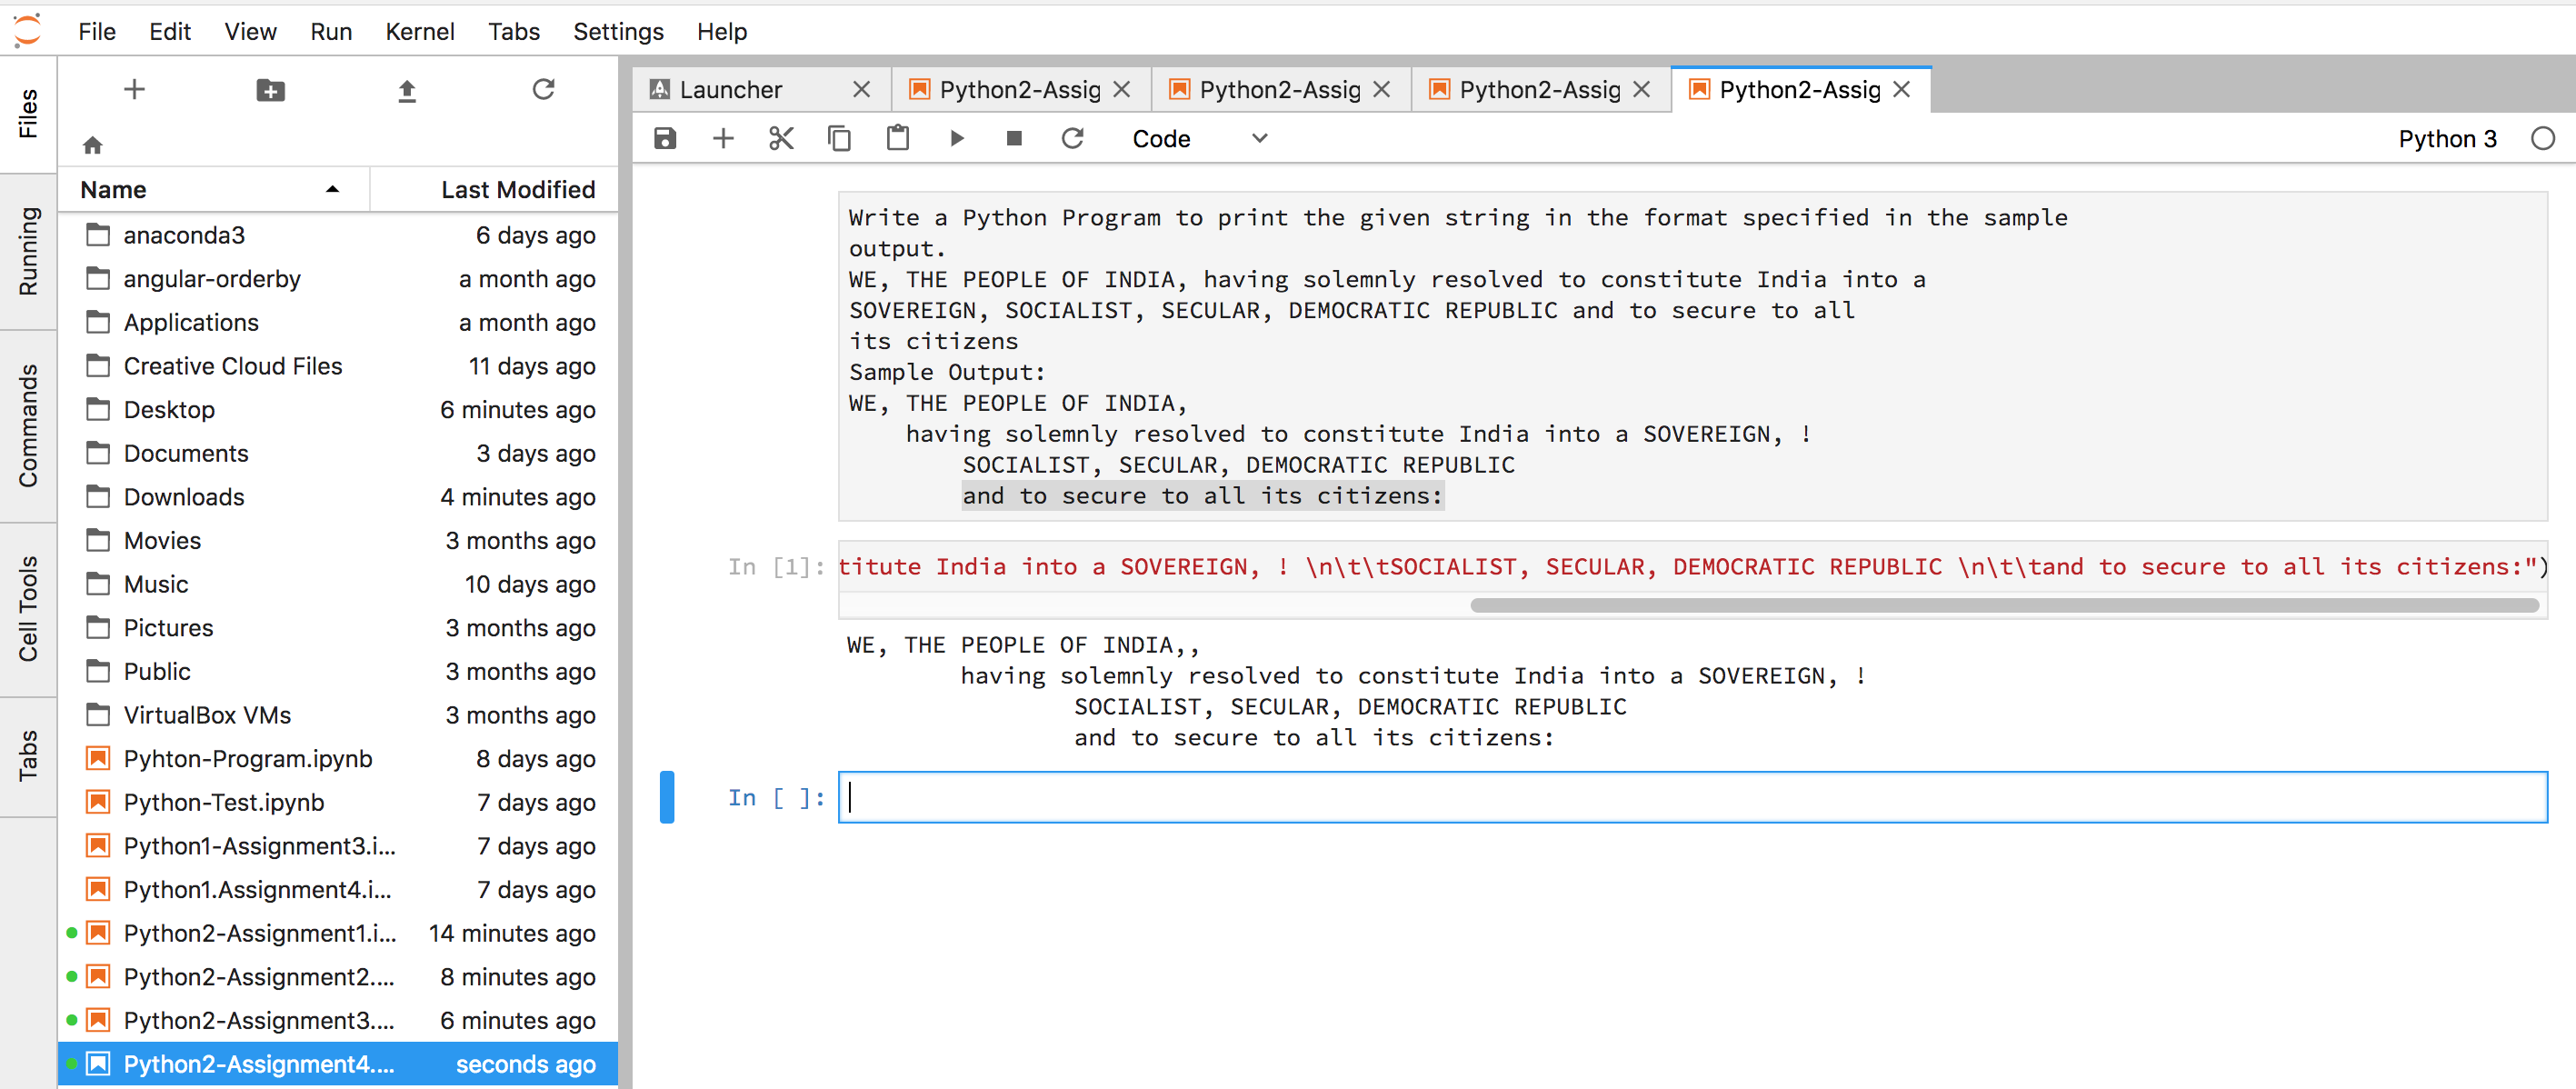 File Edit View Run Kernel Tabs Settings Help
Files
Running
Commands
Cell Tools
Tabs
Name Last Modified
anaconda3 6 days ago
angular-orderby a month ago
Applications a month ago
Creative Cloud Files 11 days ago
Desktop 6 minutes ago
Documents 3 days ago
Downloads 4 minutes ago
Movies 3 months ago
Music 10 days ago
Pictures 3 months ago
Public 3 months ago
VirtualBox VMs 3 months ago
Pyhton-Program.ipynb 8 days ago
Python-Test.ipynb 7 days ago
Python1-Assignment3.i... 7 days ago
Python1.Assignment4.i... 7 days ago
Python2-Assignment1.i... 14 minutes ago
Python2-Assignment2.... 8 minutes ago
Python2-Assignment3.... 6 minutes ago
Python2-Assignment4.... seconds ago
Launcher Python2-Assig Python2-Assig Python2-Assig Python2-Assig
Code Python 3
Write a Python Program to print the given string in the format specified in the sample
output.
WE, THE PEOPLE OF INDIA, having solemnly resolved to constitute India into a
SOVEREIGN, SOCIALIST, SECULAR, DEMOCRATIC REPUBLIC and to secure to all
its citizens
Sample Output:
WE, THE PEOPLE OF INDIA,
having solemnly resolved to constitute India into a SOVEREIGN, !
SOCIALIST, SECULAR, DEMOCRATIC REPUBLIC
and to secure to all its citizens:
In [1]: titute India into a SOVEREIGN, ! \n\t\tSOCIALIST, SECULAR, DEMOCRATIC REPUBLIC \n\t\tand to secure to all its citizens:")
WE, THE PEOPLE OF INDIA,,
having solemnly resolved to constitute India into a SOVEREIGN, !
SOCIALIST, SECULAR, DEMOCRATIC REPUBLIC
and to secure to all its citizens:
In [ ]: